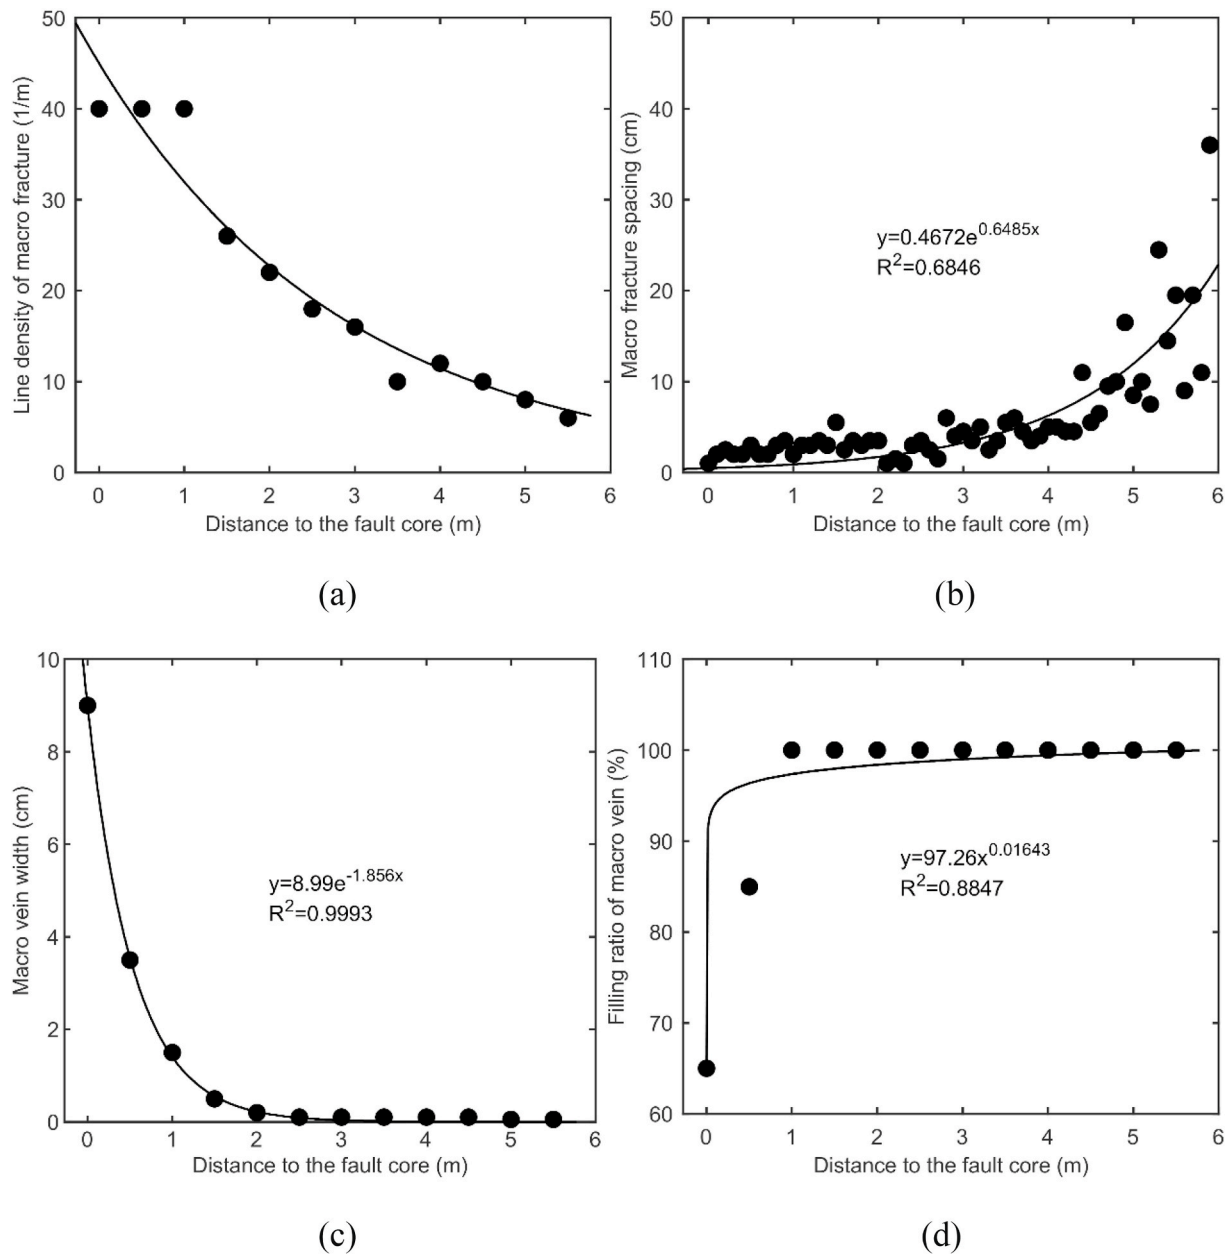 50
40
30
20
10
0
Line density of macro fracture (1/m)
0 1 2 3 4 5 6
Distance to the fault core (m)
(a)
50
40
30
20
10
0
Macro fracture spacing (cm)
y=0.4672e^0.6485x
R²=0.6846
0 1 2 3 4 5 6
Distance to the fault core (m)
(b)
10
8
6
4
2
0
Macro vein width (cm)
y=8.99e^-1.856x
R²=0.9993
0 1 2 3 4 5 6
Distance to the fault core (m)
(c)
110
100
90
80
70
60
Filling ratio of macro vein (%)
y=97.26x^0.01643
R²=0.8847
0 1 2 3 4 5 6
Distance to the fault core (m)
(d)